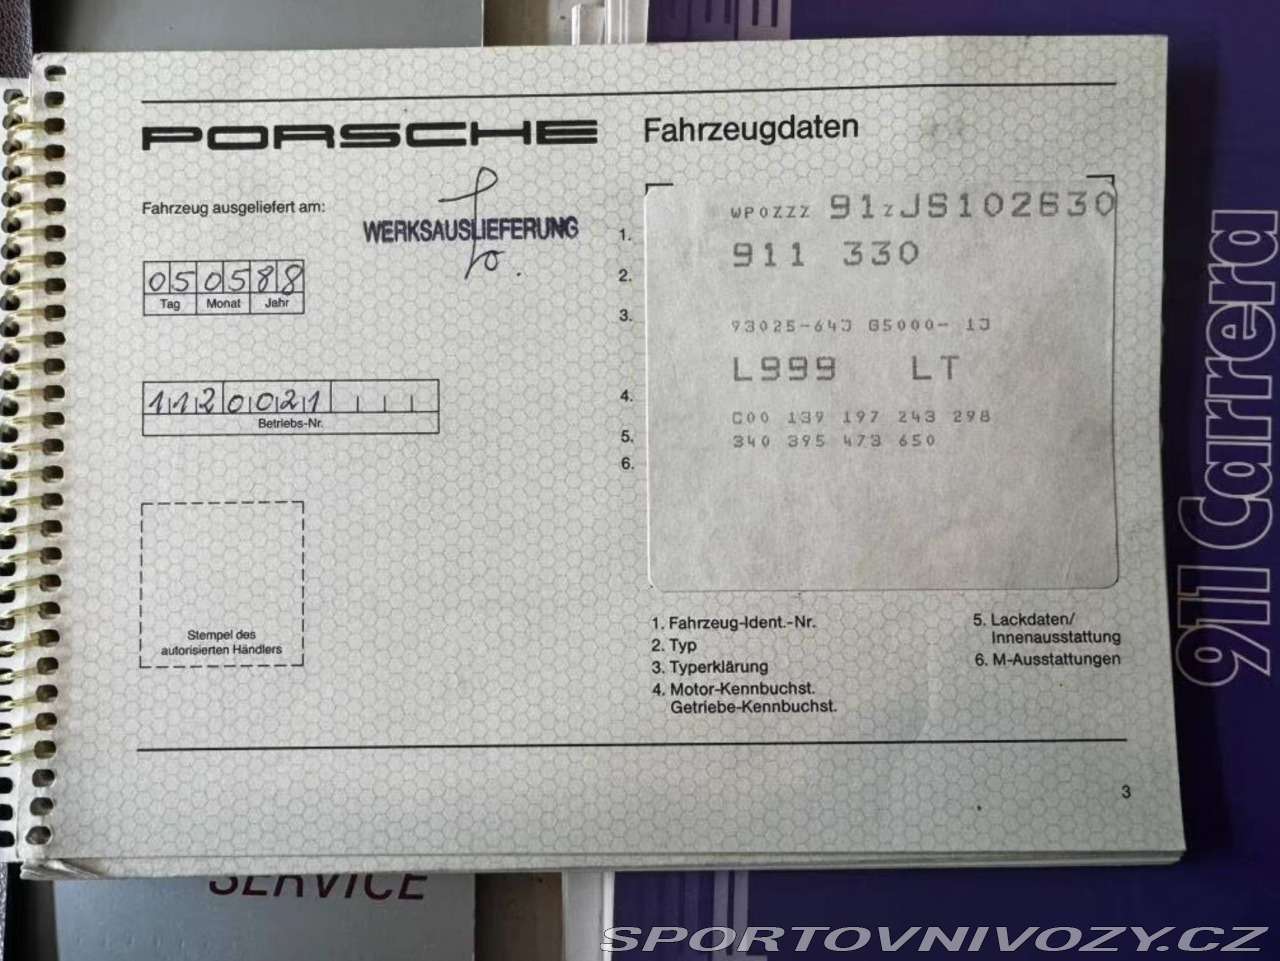 PORSCHE
Fahrzeugdaten
Fahrzeug ausgeliefert am:
WERKSAUSLIEFERUNG
050588
Tag Monat Jahr
1120021
Betriebs-Nr.
Stempel des
autorisierten Händlers
1.
2.
3.
4.
5.
6.
WP0ZZZ 91ZJS102630
911 330
93025-64J G5000- 1J
L999 LT
C00 139 197 243 298
340 395 473 650
1. Fahrzeug-Ident.-Nr.
2. Typ
3. Typerklärung
4. Motor-Kennbuchst.
Getriebe-Kennbuchst.
5. Lackdaten/
Innenausstattung
6. M-Ausstattungen
3
911 Carrera
SERVICE
SPORTOVNIVOZY.CZ